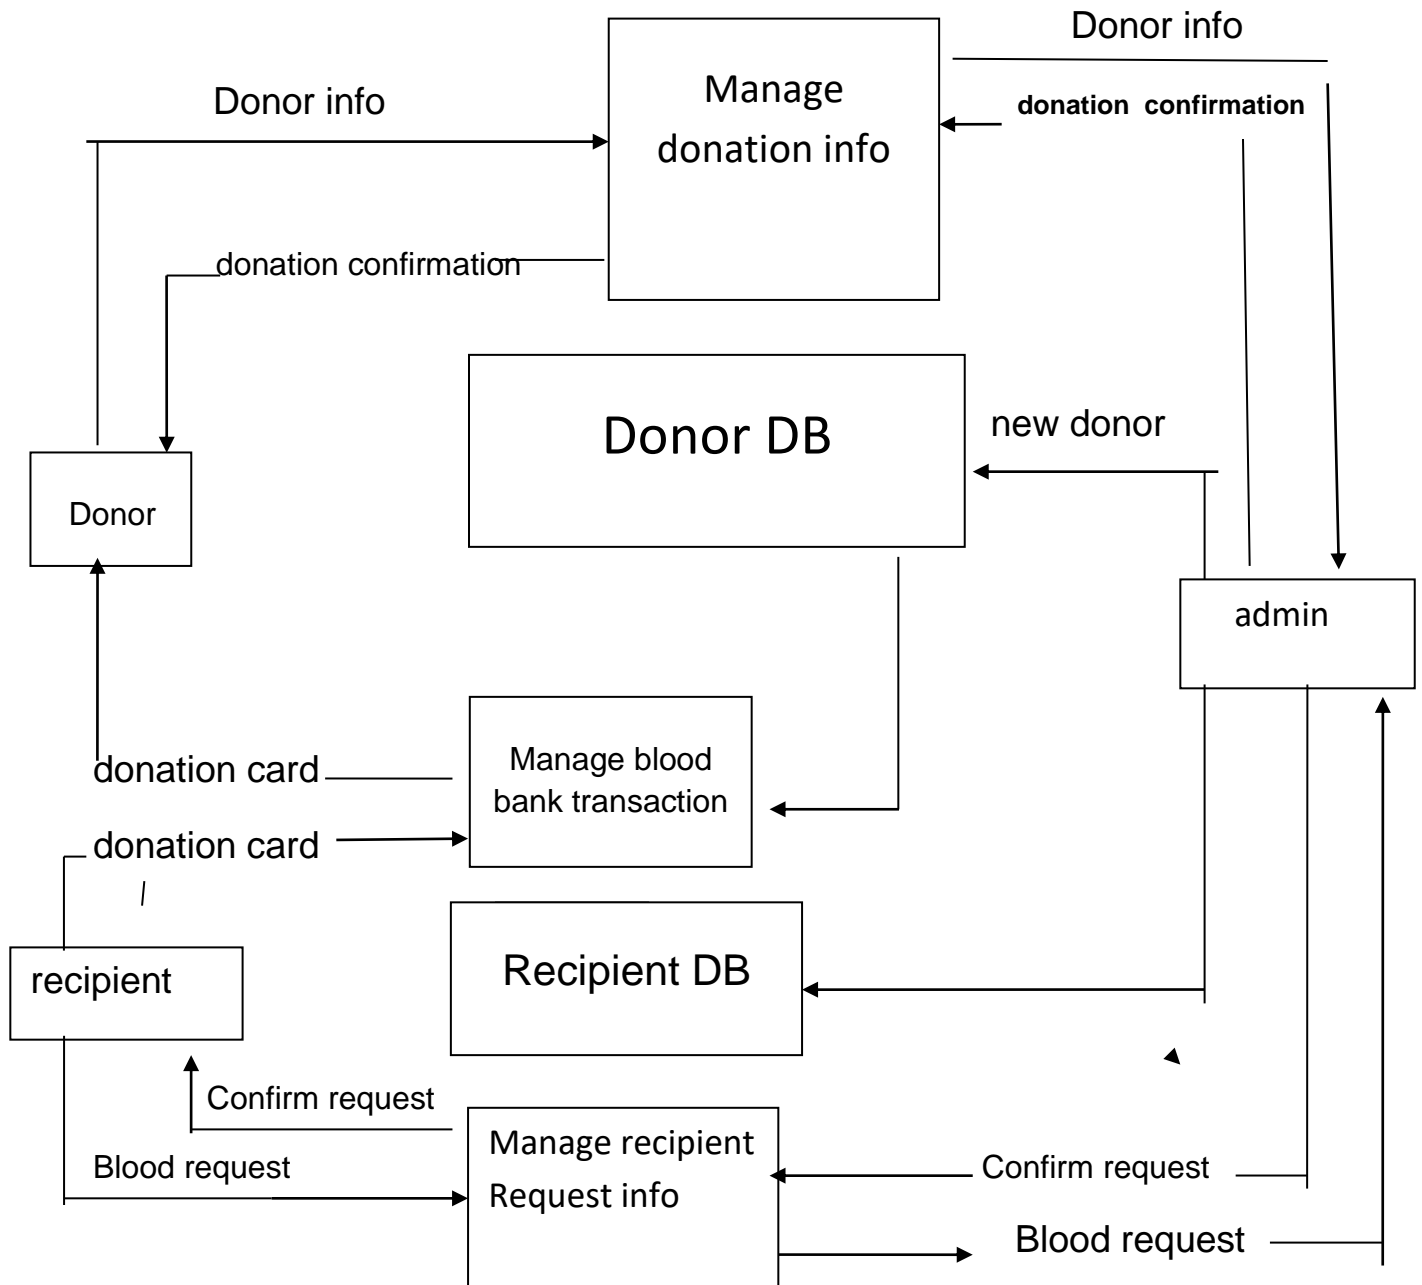 Donor info
Manage
donation info
Donor info
donation  confirmation
donation confirmation
Donor DB
new donor
Donor
admin
Manage blood
bank transaction
donation card
donation card
recipient
Recipient DB
Confirm request
Blood request
Manage recipient
Request info
Confirm request
Blood request